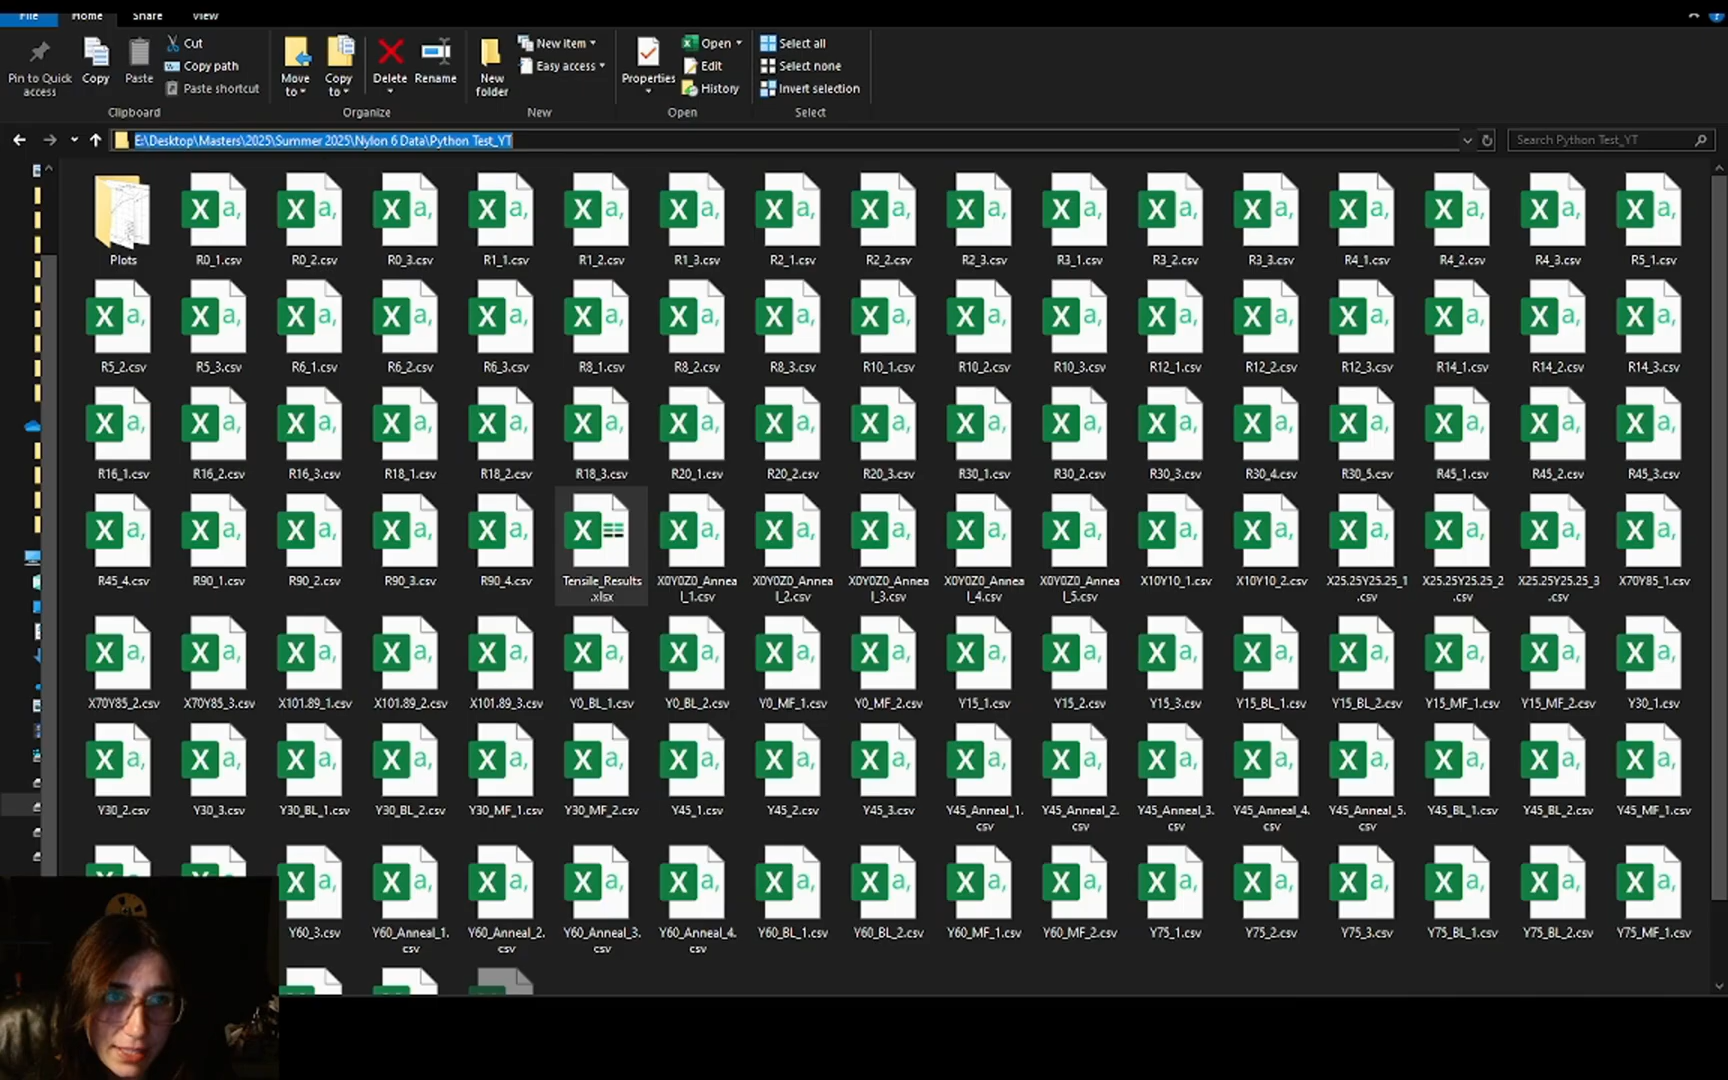 File Home Share View
Pin to Quick access
Copy
Paste
Cut
Copy path
Paste shortcut
Clipboard
Move to
Copy to
Delete
Rename
Organize
New folder
New item
Easy access
New
Properties
Open
Edit
History
Open
Select all
Select none
Invert selection
Select
E:\Desktop\Masters\2025\Summer 2025\Nylon 6 Data\Python Test_YT
Search Python Test_YT
Plots R0_1.csv R0_2.csv R0_3.csv R1_1.csv R1_2.csv R1_3.csv R2_1.csv R2_2.csv R2_3.csv R3_1.csv R3_2.csv R3_3.csv R4_1.csv R4_2.csv R4_3.csv R5_1.csv
R5_2.csv R5_3.csv R6_1.csv R6_2.csv R6_3.csv R8_1.csv R8_2.csv R8_3.csv R10_1.csv R10_2.csv R10_3.csv R12_1.csv R12_2.csv R12_3.csv R14_1.csv R14_2.csv R14_3.csv
R16_1.csv R16_2.csv R16_3.csv R18_1.csv R18_2.csv R18_3.csv R20_1.csv R20_2.csv R20_3.csv R30_1.csv R30_2.csv R30_3.csv R30_4.csv R30_5.csv R45_1.csv R45_2.csv R45_3.csv
R45_4.csv R90_1.csv R90_2.csv R90_3.csv R90_4.csv Tensile_Results X0Y0Z0_Annea X0Y0Z0_Annea X0Y0Z0_Annea X0Y0Z0_Annea X0Y0Z0_Annea X10Y10_1.csv X10Y10_2.csv X25.25Y25.25_1 X25.25Y25.25_2 X25.25Y25.25_3 X70Y85_1.csv
.xlsx l_1.csv l_2.csv l_3.csv l_4.csv l_5.csv .csv .csv .csv
X70Y85_2.csv X70Y85_3.csv X101.89_1.csv X101.89_2.csv X101.89_3.csv Y0_BL_1.csv Y0_BL_2.csv Y0_MF_1.csv Y0_MF_2.csv Y15_1.csv Y15_2.csv Y15_3.csv Y15_BL_1.csv Y15_BL_2.csv Y15_MF_1.csv Y15_MF_2.csv Y30_1.csv
Y30_2.csv Y30_3.csv Y30_BL_1.csv Y30_BL_2.csv Y30_MF_1.csv Y30_MF_2.csv Y45_1.csv Y45_2.csv Y45_3.csv Y45_Anneal_1. Y45_Anneal_2. Y45_Anneal_3. Y45_Anneal_4. Y45_Anneal_5. Y45_BL_1.csv Y45_BL_2.csv Y45_MF_1.csv
csv csv csv csv csv
Y60_3.csv Y60_Anneal_1. Y60_Anneal_2. Y60_Anneal_3. Y60_Anneal_4. Y60_BL_1.csv Y60_BL_2.csv Y60_MF_1.csv Y60_MF_2.csv Y75_1.csv Y75_2.csv Y75_3.csv Y75_BL_1.csv Y75_BL_2.csv Y75_MF_1.csv
csv csv csv csv